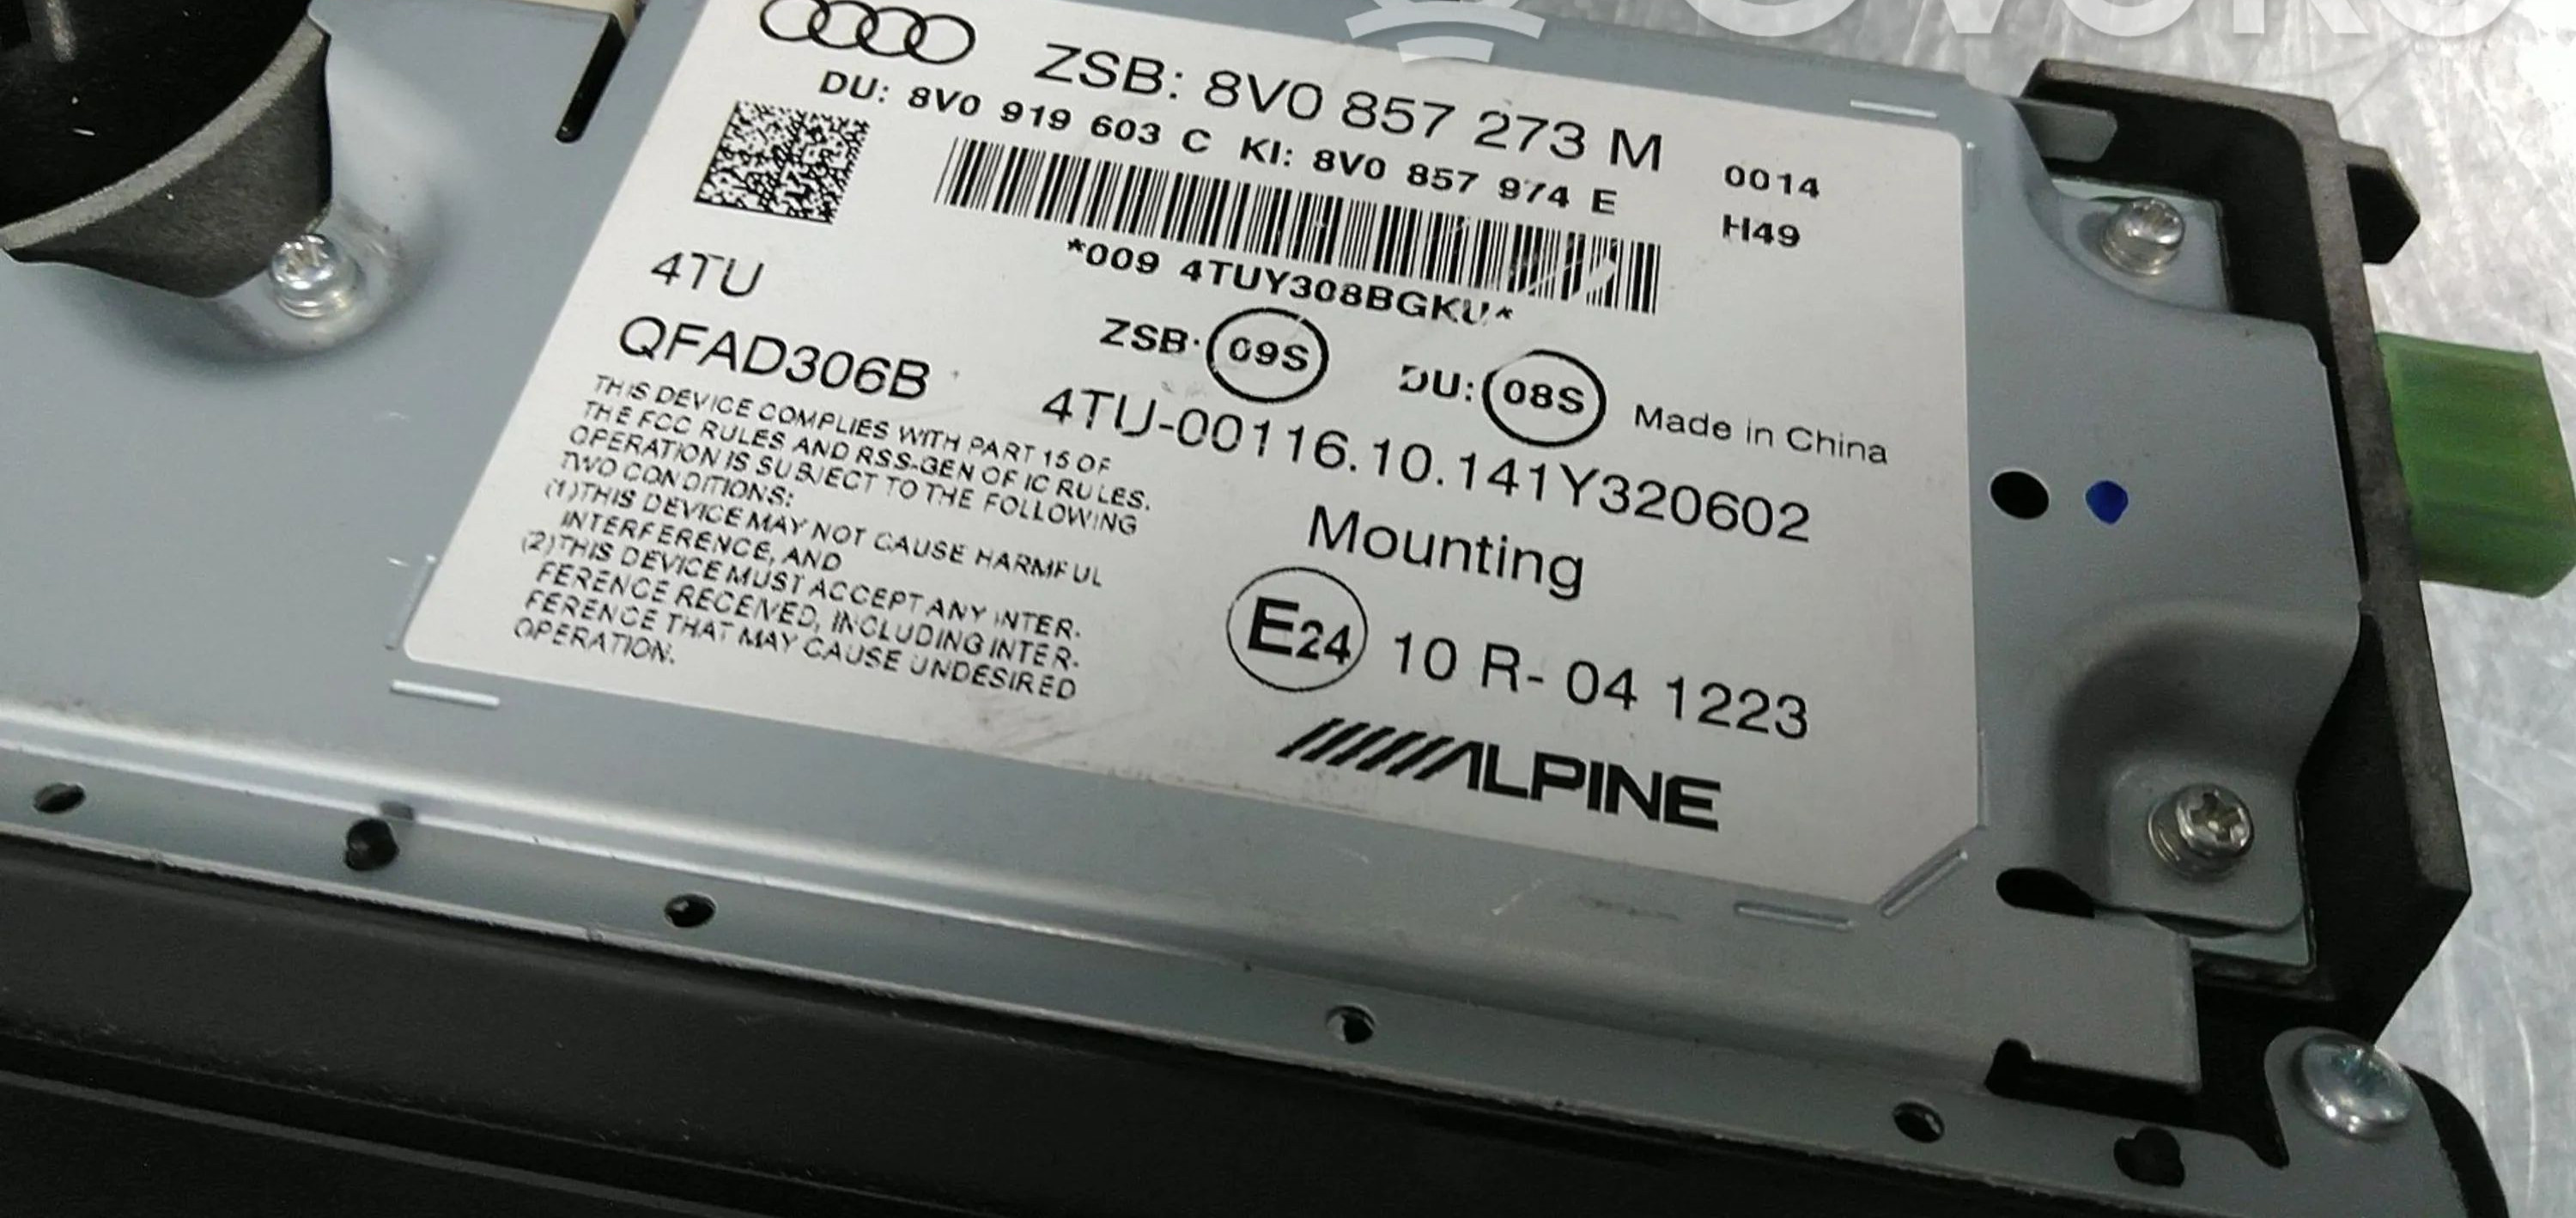 ZSB: 8V0 857 273 M
DU: 8V0 919 603 C KI: 8V0 857 974 E
0014
H49
*009 4TUY308BGKU*
4TU
QFAD306B
ZSB: 09S
DU: 08S
Made in China
4TU-00116.10.141Y320602
THIS DEVICE COMPLIES WITH PART 15 OF
THE FCC RULES AND RSS-GEN OF IC RULES.
OPERATION IS SUBJECT TO THE FOLLOWING
TWO CONDITIONS:
(1)THIS DEVICE MAY NOT CAUSE HARMFUL
INTERFERENCE, AND
(2)THIS DEVICE MUST ACCEPT ANY INTER-
FERENCE RECEIVED, INCLUDING INTER-
FERENCE THAT MAY CAUSE UNDESIRED
OPERATION.
Mounting
E24 10 R- 04 1223
ALPINE